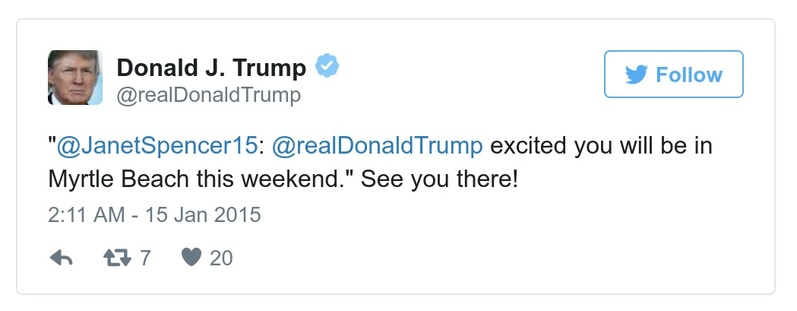 Donald J. Trump
@realDonaldTrump
Follow
"@JanetSpencer15: @realDonaldTrump excited you will be in
Myrtle Beach this weekend." See you there!
2:11 AM - 15 Jan 2015
7 20